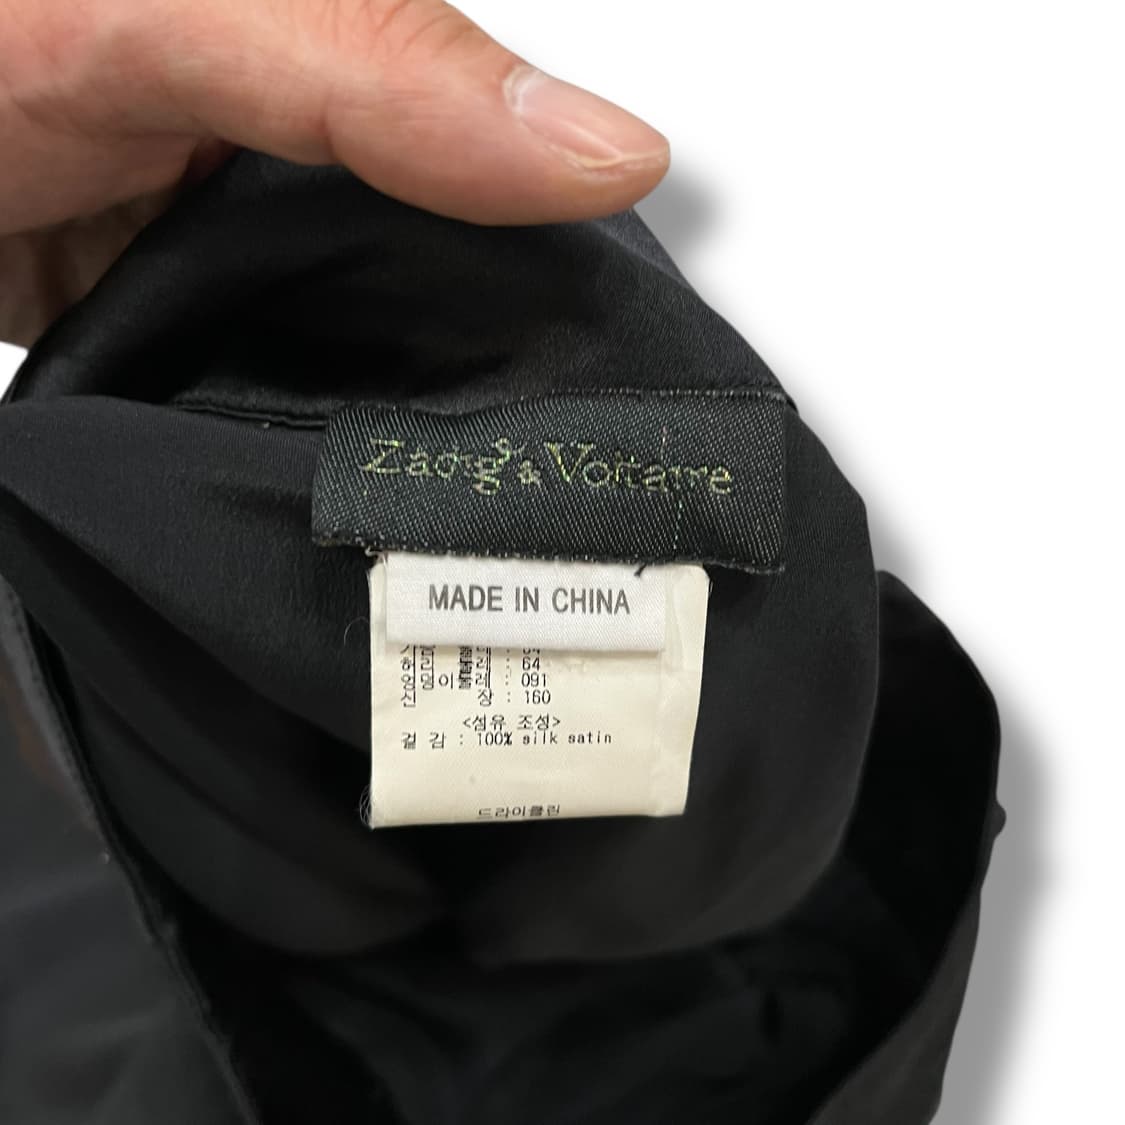 Zadig & Voltaire
MADE IN CHINA
: 64
: 091
장 : 160
<섬유 조성>
겉 감 : 100% silk satin
드라이클린